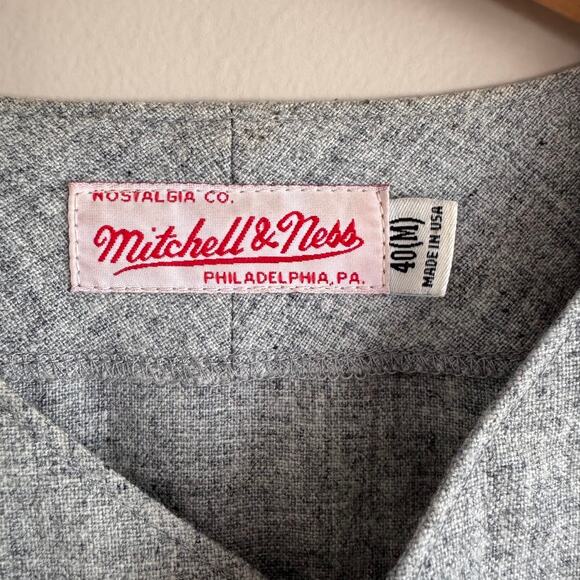 NOSTALGIA CO.
Mitchell & Ness
PHILADELPHIA, PA.
40(M)
MADE IN USA